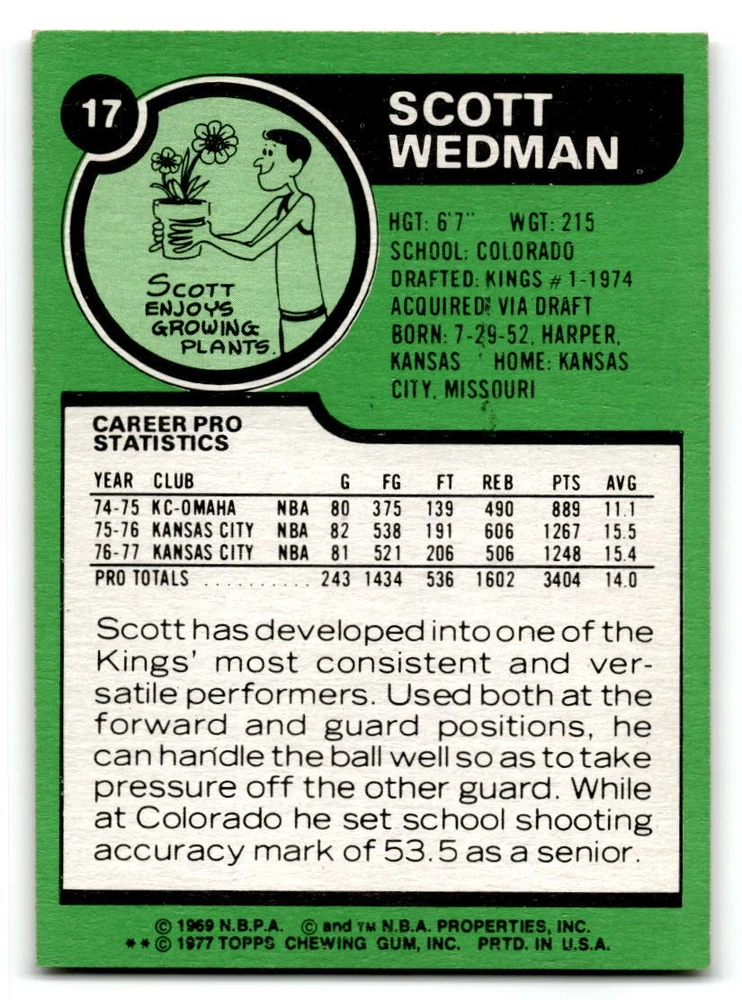 17
SCOTT
WEDMAN
HGT: 6'7" WGT: 215
SCHOOL: COLORADO
DRAFTED: KINGS #1-1974
ACQUIRED: VIA DRAFT
BORN: 7-29-52, HARPER,
KANSAS HOME: KANSAS
CITY, MISSOURI
SCOTT
ENJOYS
GROWING
PLANTS.
CAREER PRO
STATISTICS
YEAR CLUB G FG FT REB PTS AVG
74-75 KC-OMAHA NBA 80 375 139 490 889 11.1
75-76 KANSAS CITY NBA 82 538 191 606 1267 15.5
76-77 KANSAS CITY NBA 81 521 206 506 1248 15.4
PRO TOTALS .......... 243 1434 536 1602 3404 14.0
Scott has developed into one of the
Kings' most consistent and ver-
satile performers. Used both at the
forward and guard positions, he
can handle the ball well so as to take
pressure off the other guard. While
at Colorado he set school shooting
accuracy mark of 53.5 as a senior.
© 1969 N.B.P.A. © and TM N.B.A. PROPERTIES, INC.
** © 1977 TOPPS CHEWING GUM, INC. PRTD. IN U.S.A.